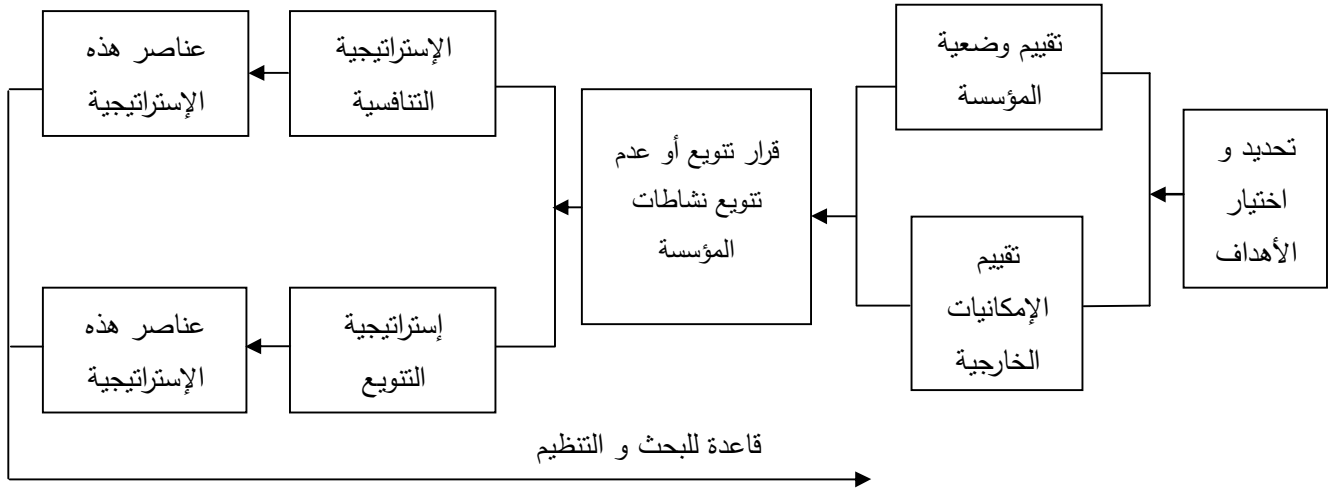 تحديد و
اختيار
الأهداف
تقييم وضعية
المؤسسة
تقييم
الإمكانيات
الخارجية
قرار تنويع أو عدم
تنويع نشاطات
المؤسسة
الإستراتيجية
التنافسية
عناصر هذه
الإستراتيجية
إستراتيجية
التنويع
عناصر هذه
الإستراتيجية
قاعدة للبحث و التنظيم